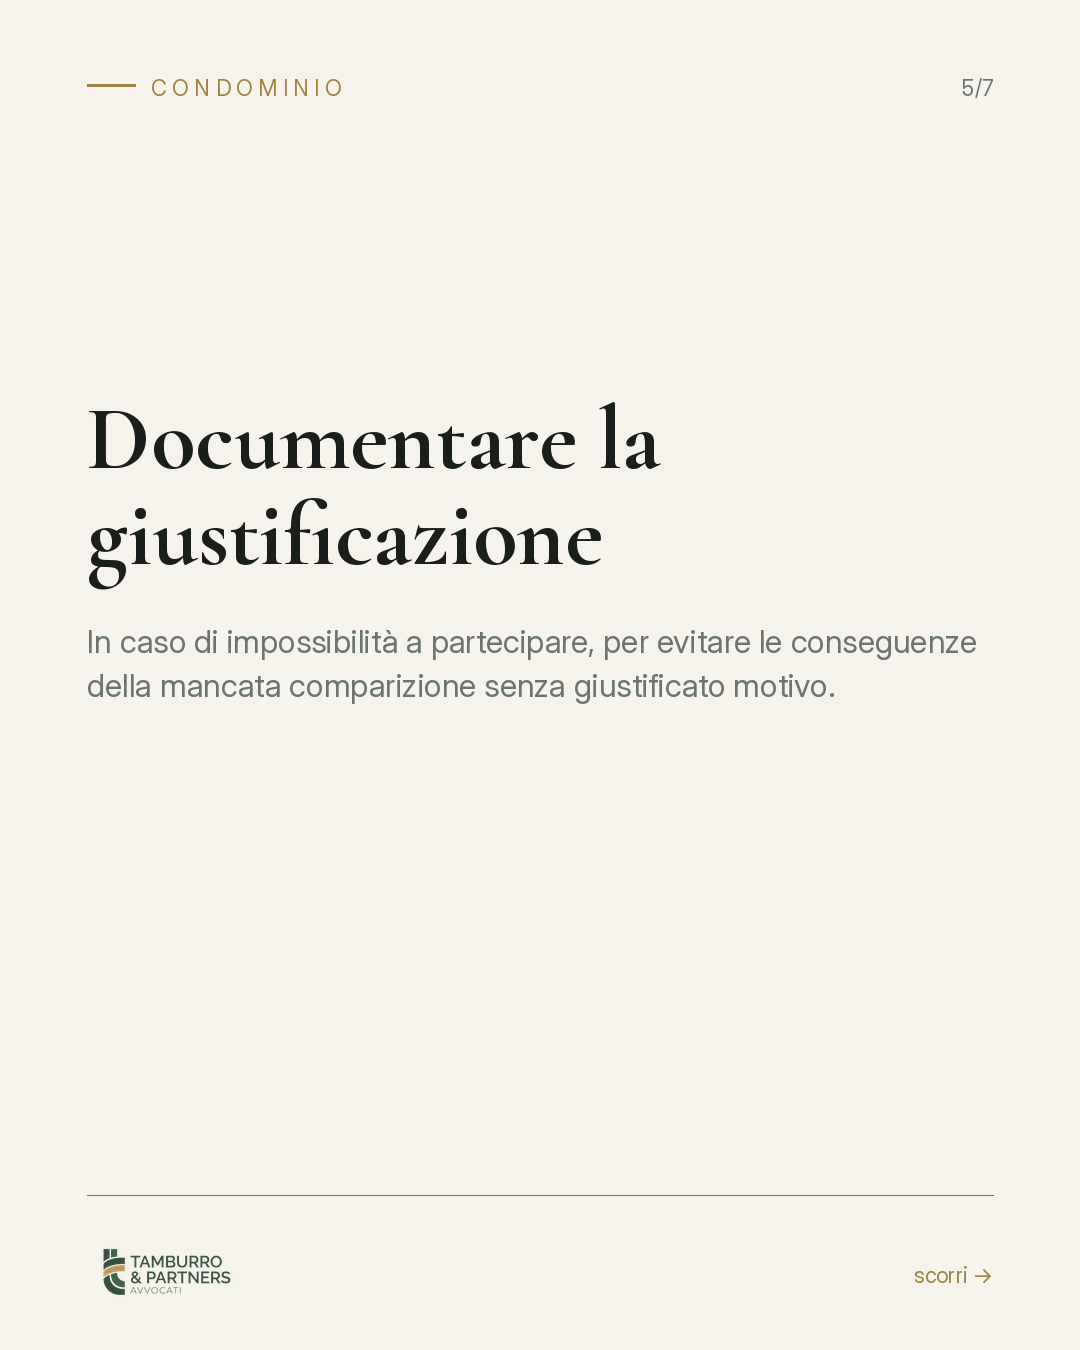 CONDOMINIO
5/7
Documentare la
giustificazione
In caso di impossibilità a partecipare, per evitare le conseguenze
della mancata comparizione senza giustificato motivo.
TAMBURRO
& PARTNERS
AVVOCATI
scorri →